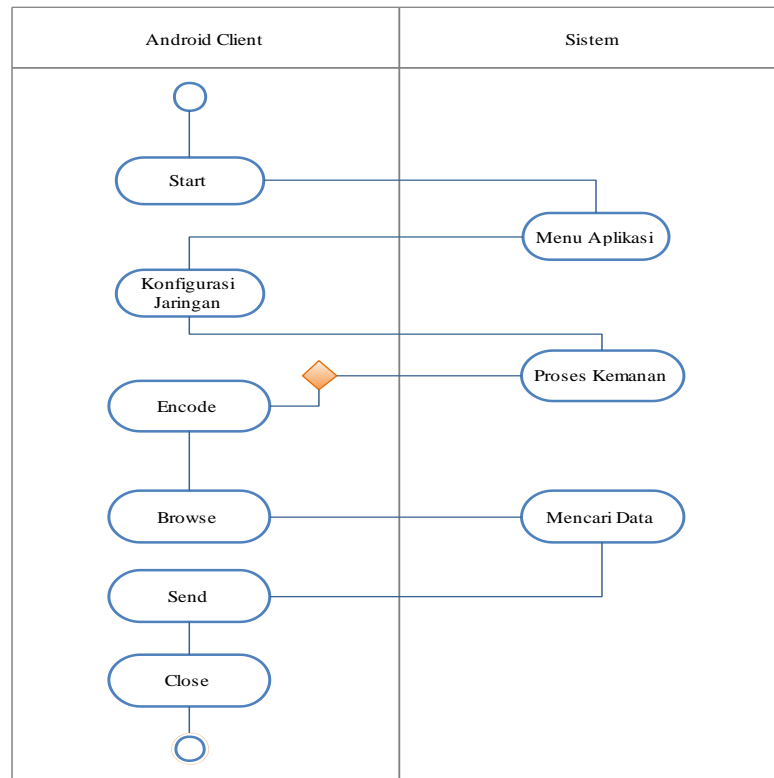 Android Client
Sistem
Start
Menu Aplikasi
Konfigurasi
Jaringan
Proses Kemanan
Encode
Browse
Mencari Data
Send
Close